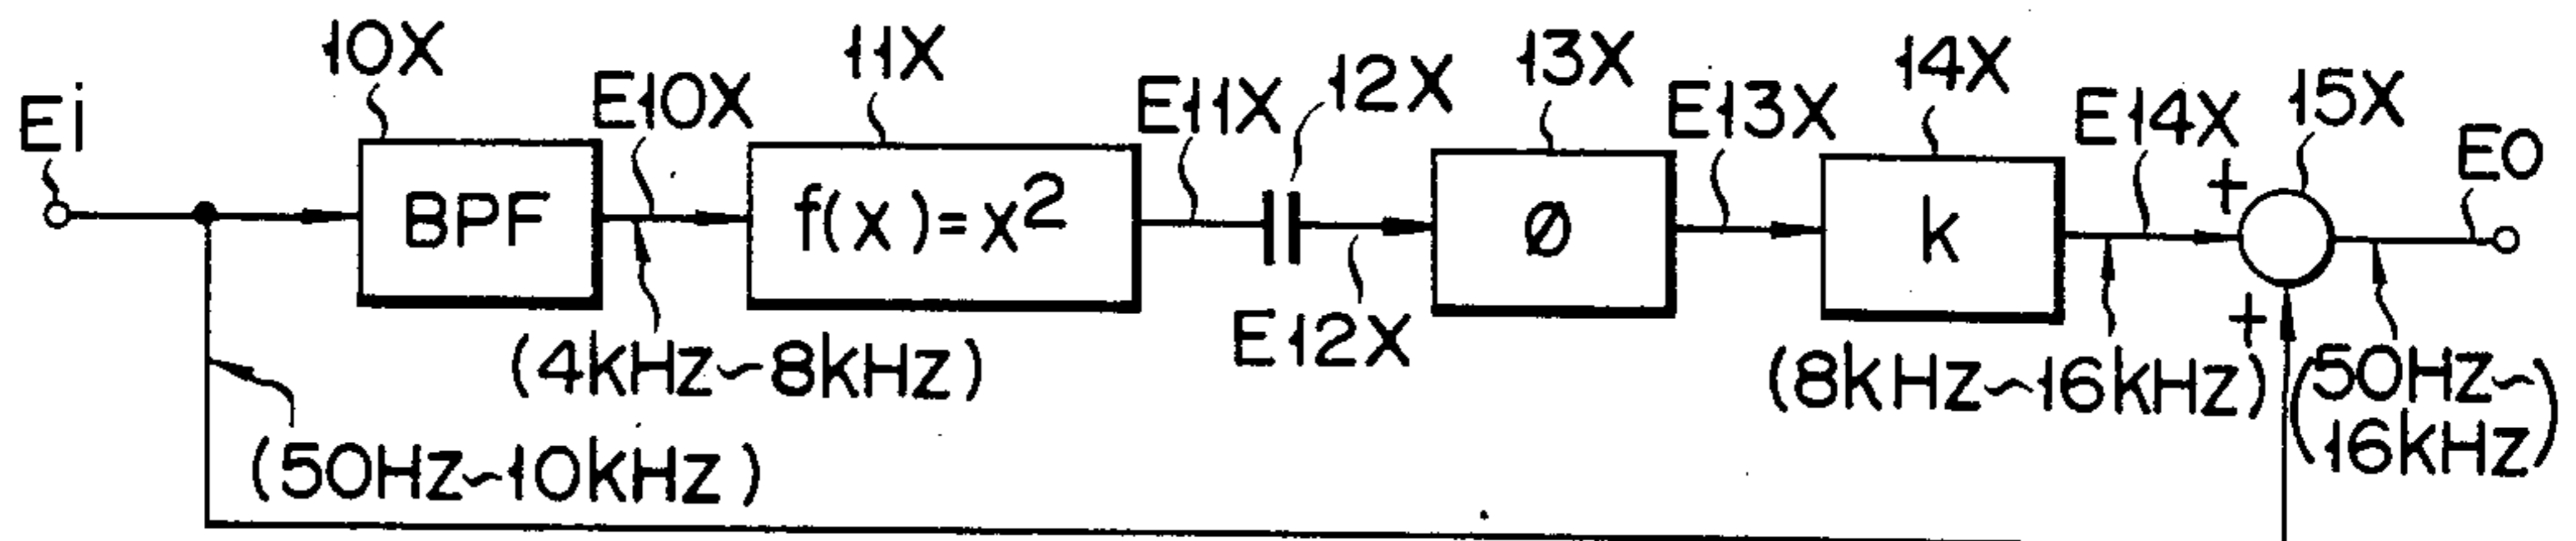 Ei
10X
E10X
11X
E11X
12X
13X
E13X
14X
E14X
15X
EO
BPF
f(x)=x2
E12X
Ø
k
+
+
(4kHz~8kHz)
(50Hz~10kHz)
(8kHz~16kHz)
(50Hz~
16kHz)